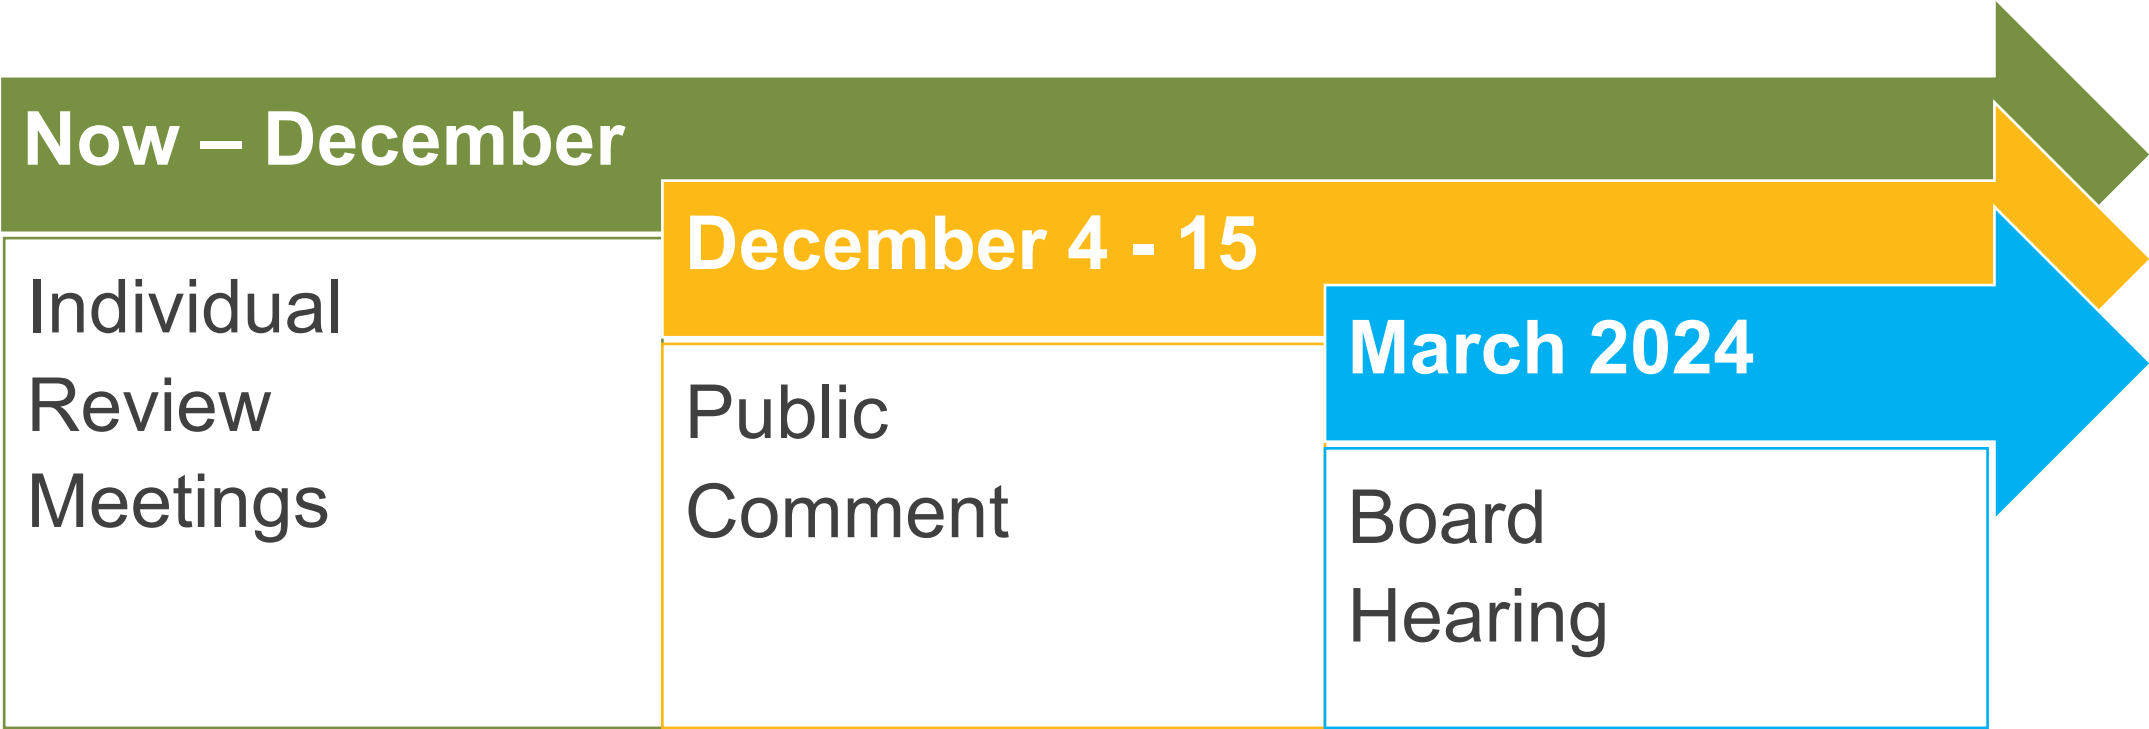 Now – December
Individual
Review
Meetings
December 4 - 15
Public
Comment
March 2024
Board
Hearing